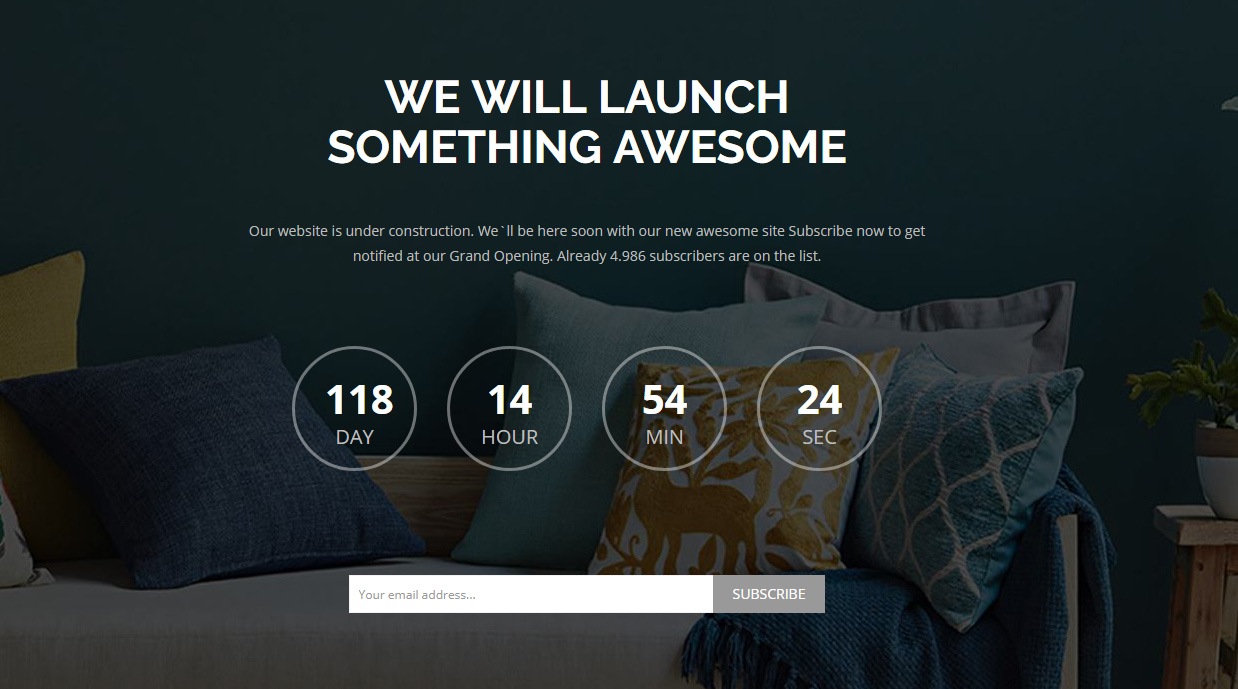 WE WILL LAUNCH
SOMETHING AWESOME
Our website is under construction. We`ll be here soon with our new awesome site Subscribe now to get
notified at our Grand Opening. Already 4.986 subscribers are on the list.
118 14 54 24
DAY HOUR MIN SEC
Your email address... SUBSCRIBE